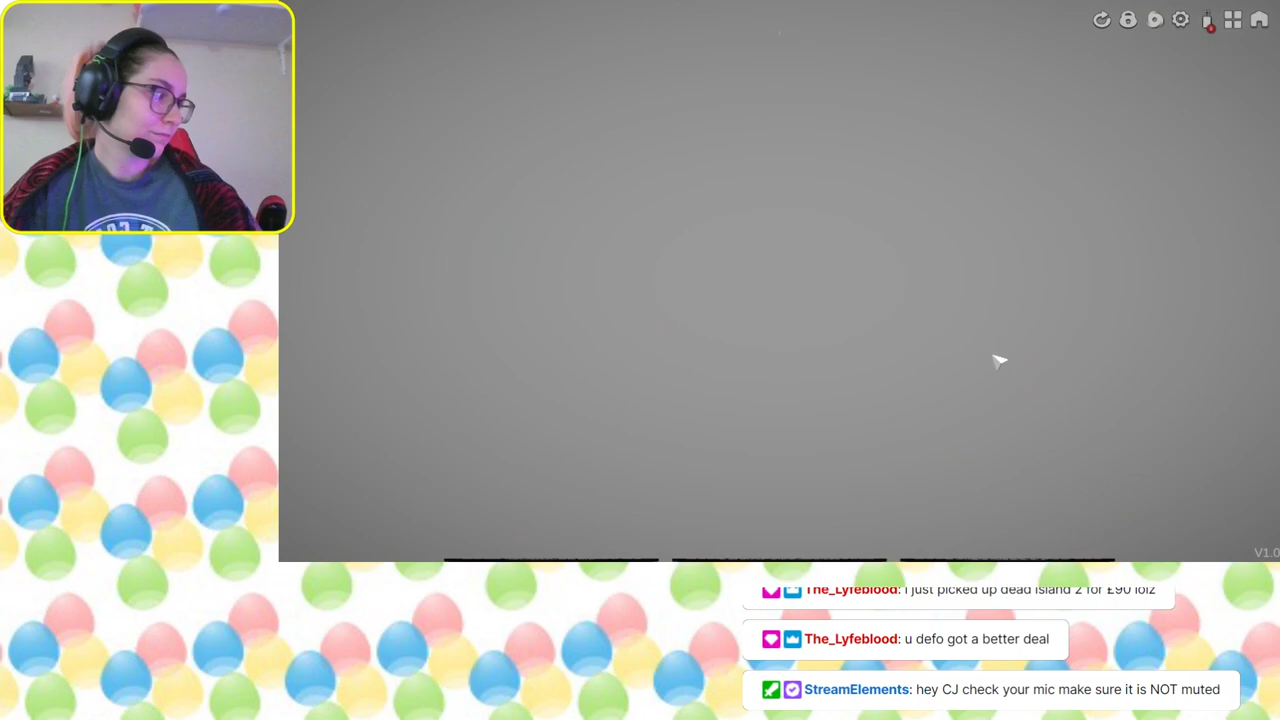 V1.0
The_Lyfeblood: i just picked up dead island 2 for £90 lolz
The_Lyfeblood: u defo got a better deal
StreamElements: hey CJ check your mic make sure it is NOT muted